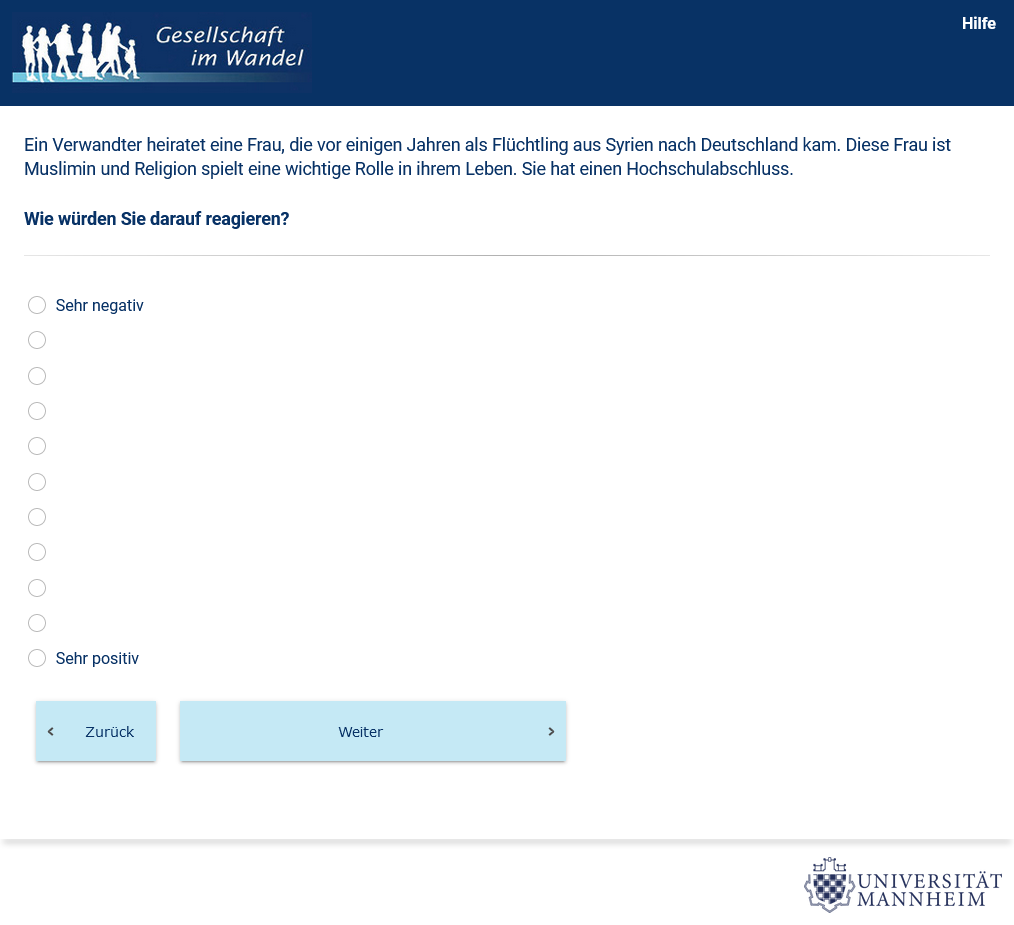 Gesellschaft
im Wandel
Hilfe
Ein Verwandter heiratet eine Frau, die vor einigen Jahren als Flüchtling aus Syrien nach Deutschland kam. Diese Frau ist
Muslimin und Religion spielt eine wichtige Rolle in ihrem Leben. Sie hat einen Hochschulabschluss.
Wie würden Sie darauf reagieren?
Sehr negativ
Sehr positiv
Zurück
Weiter
UNIVERSITÄT
MANNHEIM